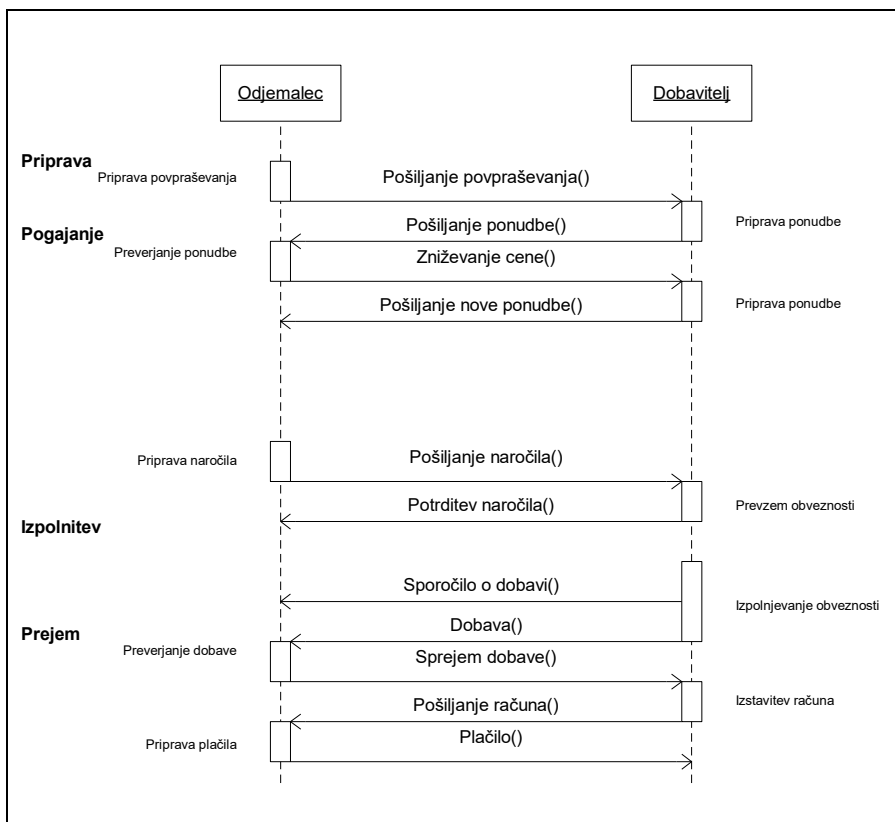 Odjemalec
Dobavitelj
Priprava
Priprava povpraševanja
Pošiljanje povpraševanja()
Pošiljanje ponudbe()
Priprava ponudbe
Pogajanje
Preverjanje ponudbe
Zniževanje cene()
Pošiljanje nove ponudbe()
Priprava ponudbe
Priprava naročila
Pošiljanje naročila()
Potrditev naročila()
Prevzem obveznosti
Izpolnitev
Sporočilo o dobavi()
Izpolnjevanje obveznosti
Dobava()
Prejem
Preverjanje dobave
Sprejem dobave()
Pošiljanje računa()
Izstavitev računa
Priprava plačila
Plačilo()